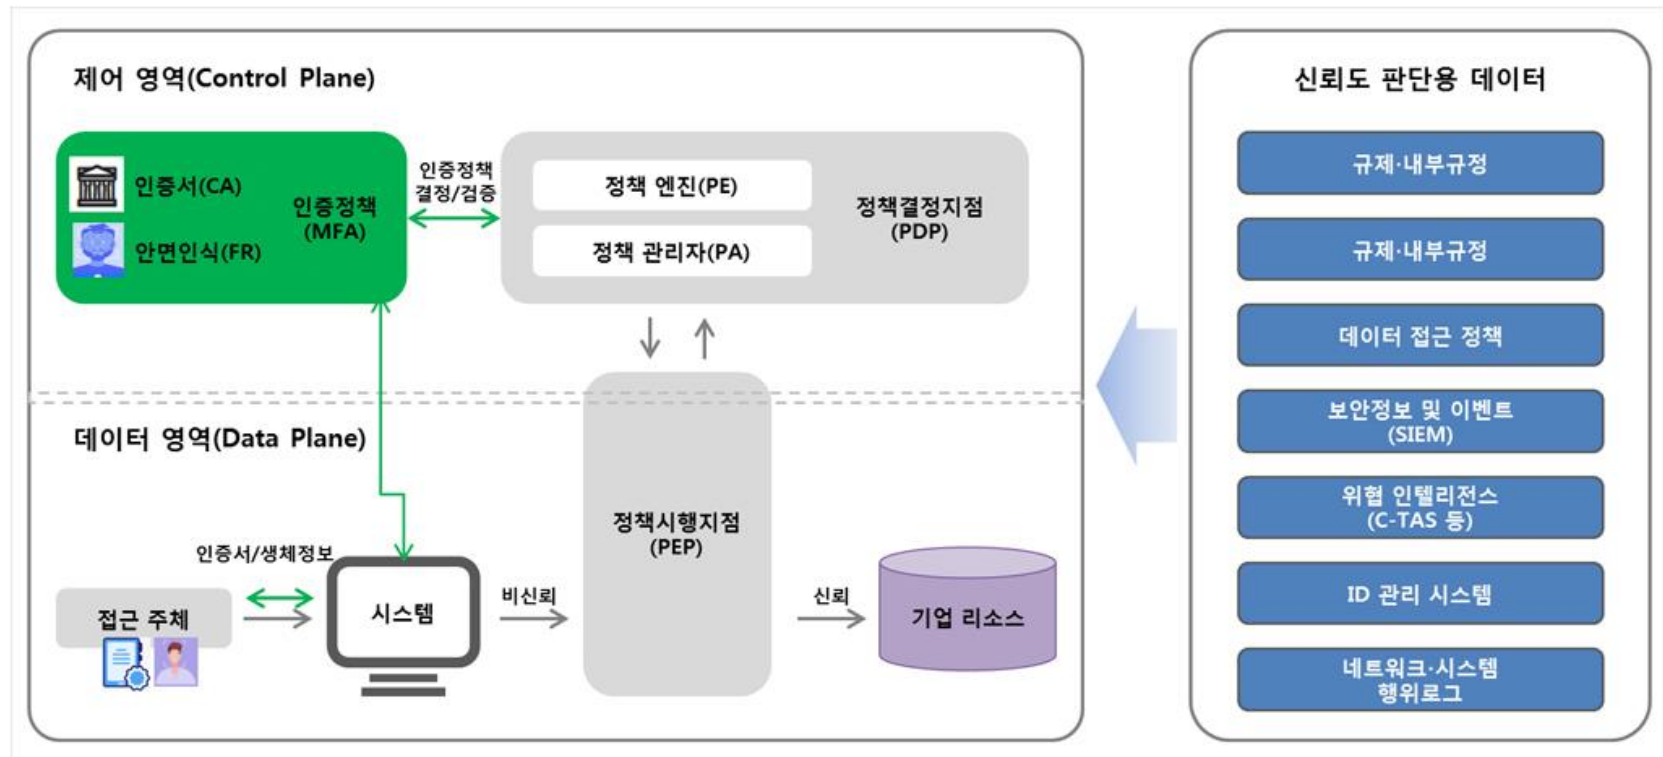 제어 영역(Control Plane)
인증서(CA)
안면인식(FR)
인증정책
(MFA)
인증정책
결정/검증
정책 엔진(PE)
정책 관리자(PA)
정책결정지점
(PDP)
데이터 영역(Data Plane)
정책시행지점
(PEP)
인증서/생체정보
접근 주체
시스템
비신뢰
신뢰
기업 리소스
신뢰도 판단용 데이터
규제·내부규정
규제·내부규정
데이터 접근 정책
보안정보 및 이벤트
(SIEM)
위협 인텔리전스
(C-TAS 등)
ID 관리 시스템
네트워크·시스템
행위로그